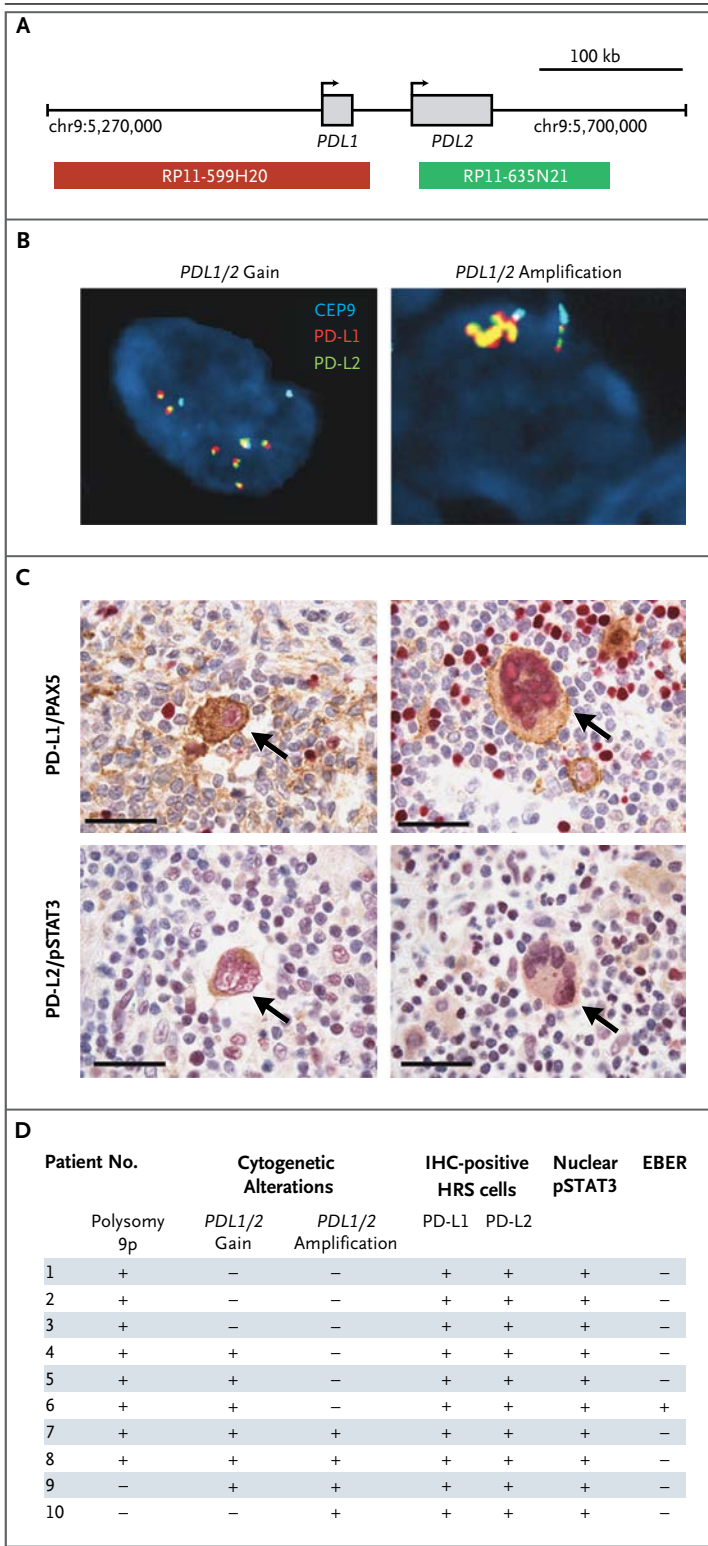 A
100 kb
chr9:5,270,000
PDL1
PDL2
chr9:5,700,000
RP11-599H20
RP11-635N21
B
PDL1/2 Gain
PDL1/2 Amplification
CEP9
PD-L1
PD-L2
C
PD-L1/PAX5
PD-L2/pSTAT3
D
Patient No. Cytogenetic Alterations IHC-positive HRS cells Nuclear pSTAT3 EBER
Polysomy 9p PDL1/2 Gain PDL1/2 Amplification PD-L1 PD-L2
1 + – – + + + –
2 + – – + + + –
3 + – – + + + –
4 + + – + + + –
5 + + – + + + –
6 + + – + + + +
7 + + + + + + –
8 + + + + + + –
9 – + + + + + –
10 – – + + + + –